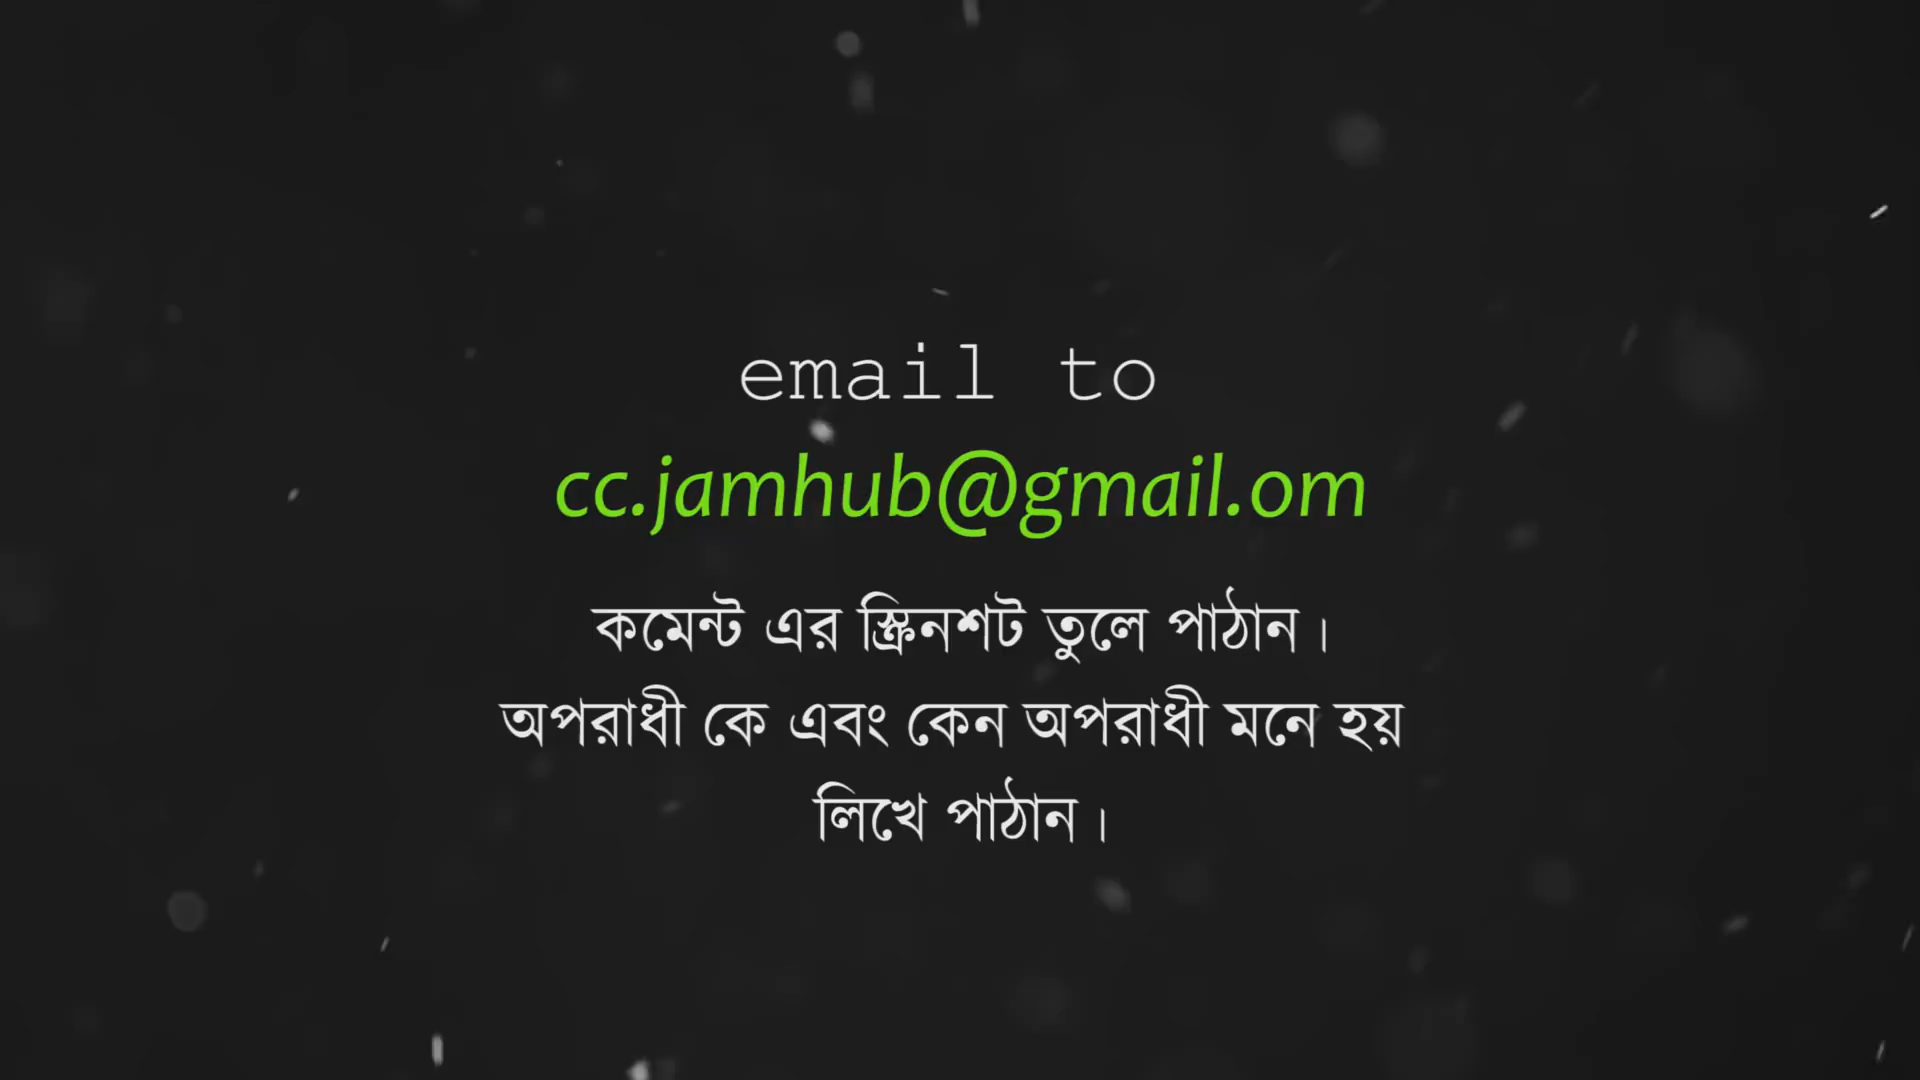 email to
cc.jamhub@gmail.om
কমেন্ট এর স্ক্রিনশট তুলে পাঠান।
অপরাধী কে এবং কেন অপরাধী মনে হয়
লিখে পাঠান।